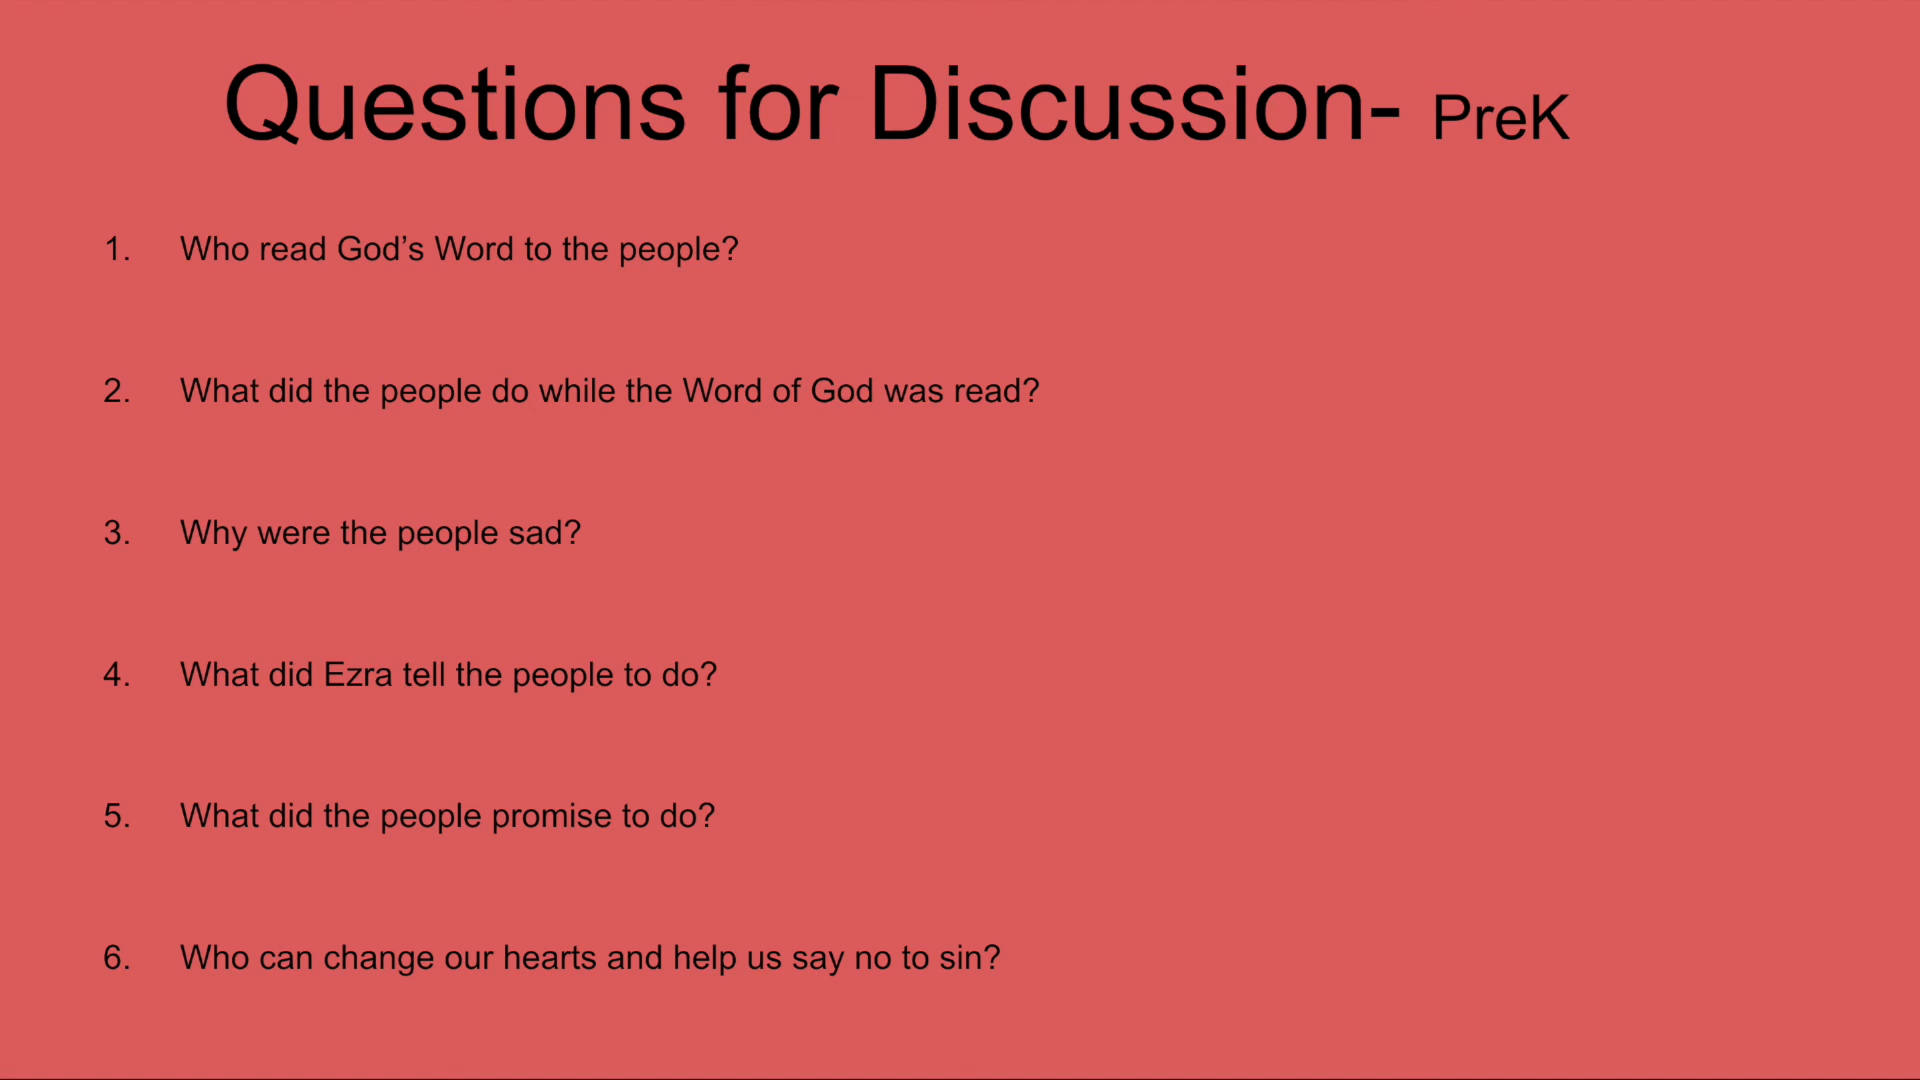 Questions for Discussion- PreK
1. Who read God’s Word to the people?
2. What did the people do while the Word of God was read?
3. Why were the people sad?
4. What did Ezra tell the people to do?
5. What did the people promise to do?
6. Who can change our hearts and help us say no to sin?